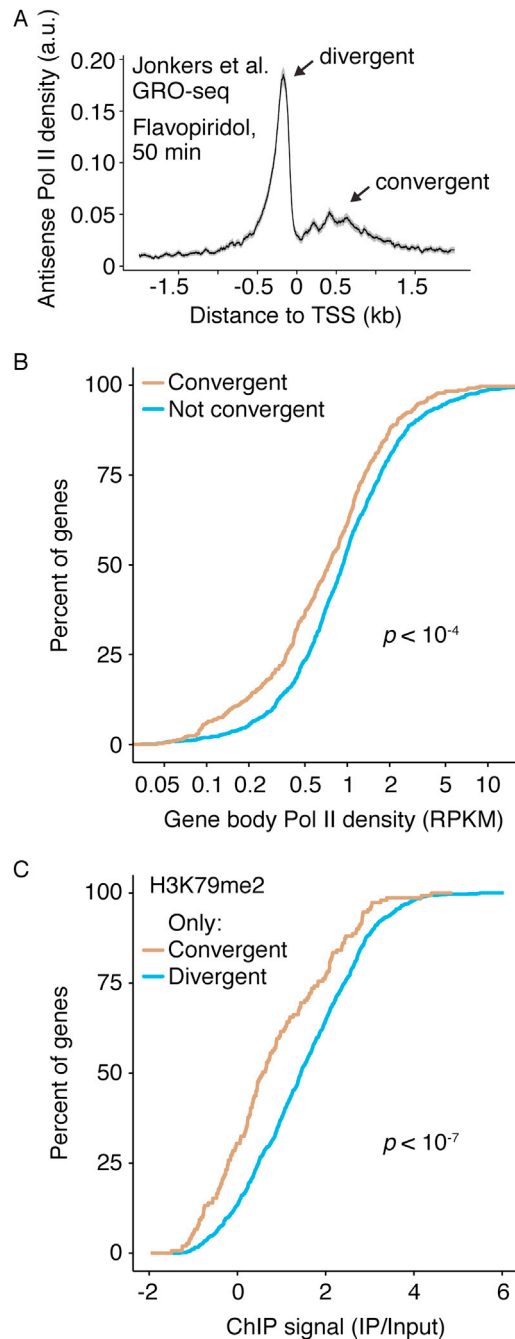 A
Antisense Pol II density (a.u.)
0.20
0.15
0.10
0.05
0
Jonkers et al.
GRO-seq
Flavopiridol,
50 min
divergent
convergent
-1.5
-0.5
0
0.5
1.5
Distance to TSS (kb)
B
Percent of genes
100
75
50
25
0
Convergent
Not convergent
p < 10⁻⁴
0.05
0.1
0.2
0.5
1
2
5
10
Gene body Pol II density (RPKM)
C
Percent of genes
100
75
50
25
0
H3K79me2
Only:
Convergent
Divergent
p < 10⁻⁷
-2
0
2
4
6
ChIP signal (IP/Input)